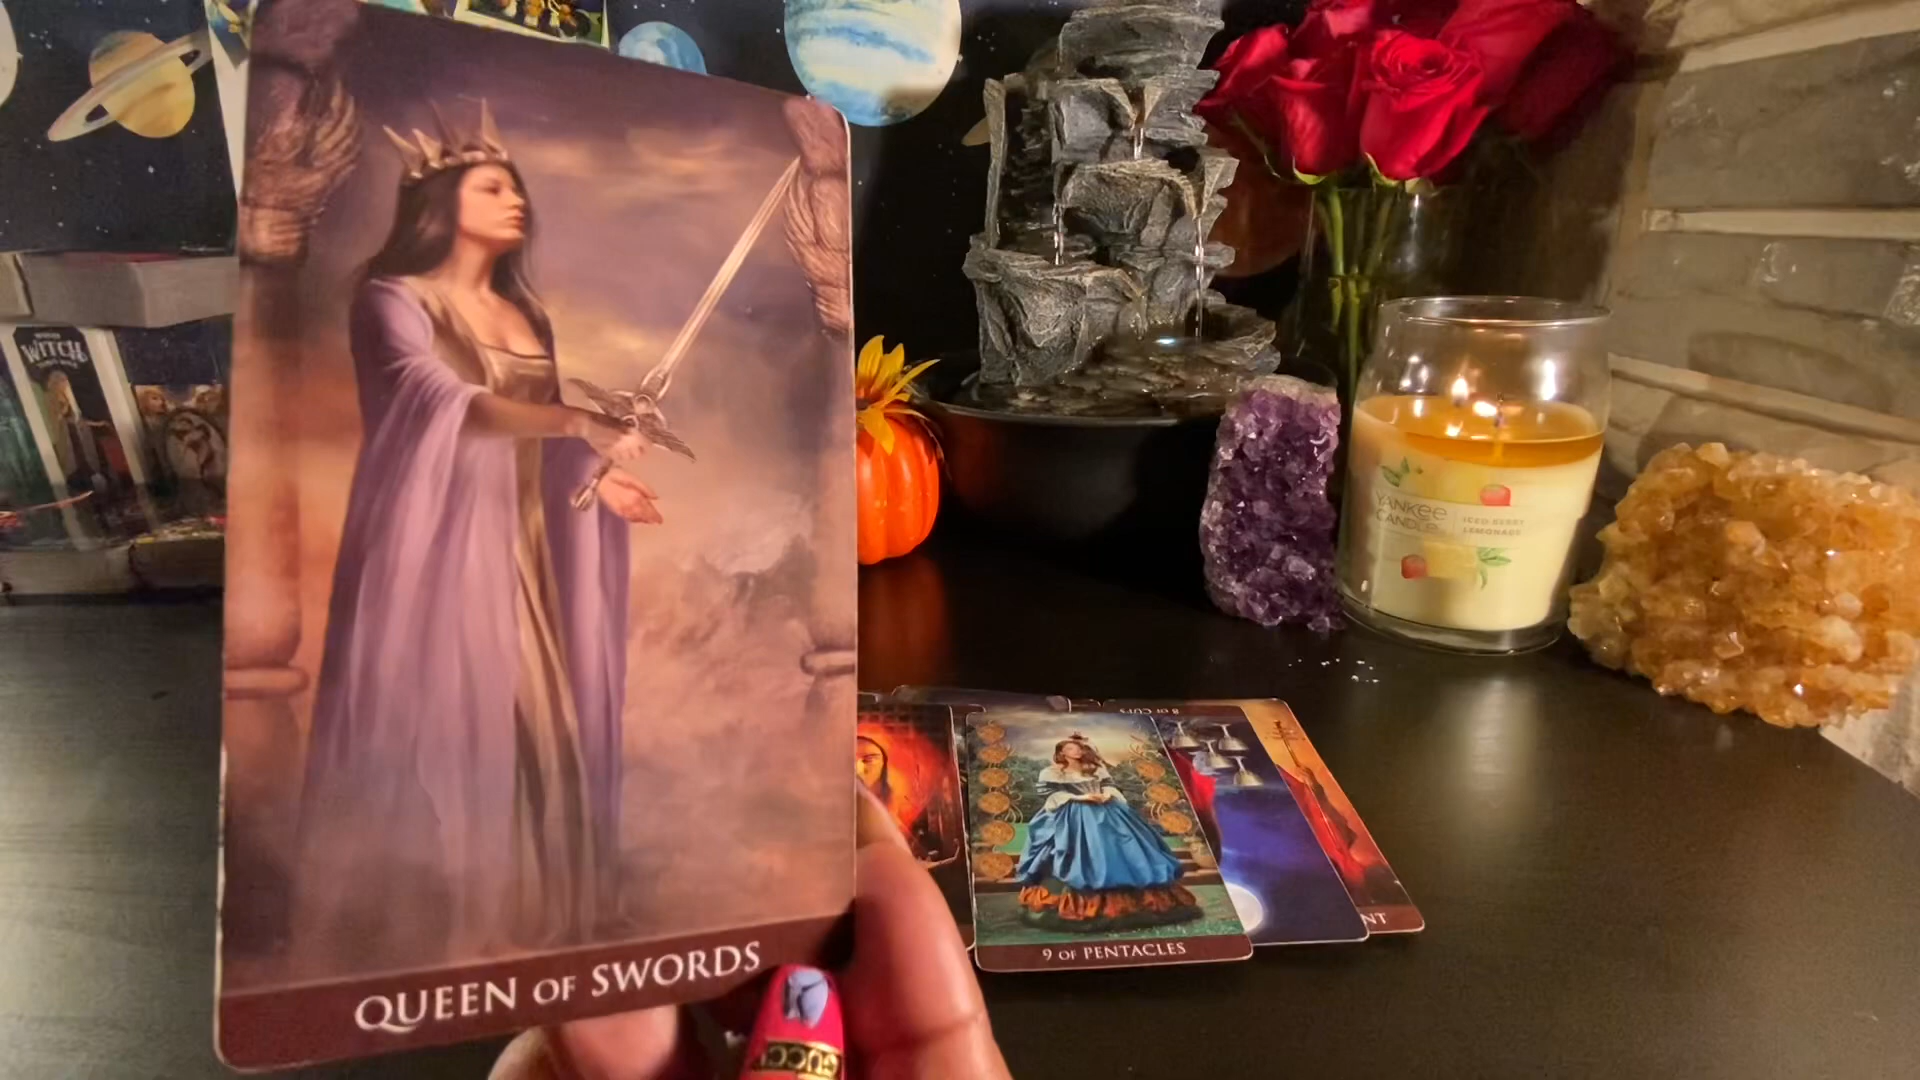 WITCH
YANKEE
CANDLE
ICED BERRY
LEMONADE
8 OF CUPS
NT
9 OF PENTACLES
QUEEN OF SWORDS
GUCCI